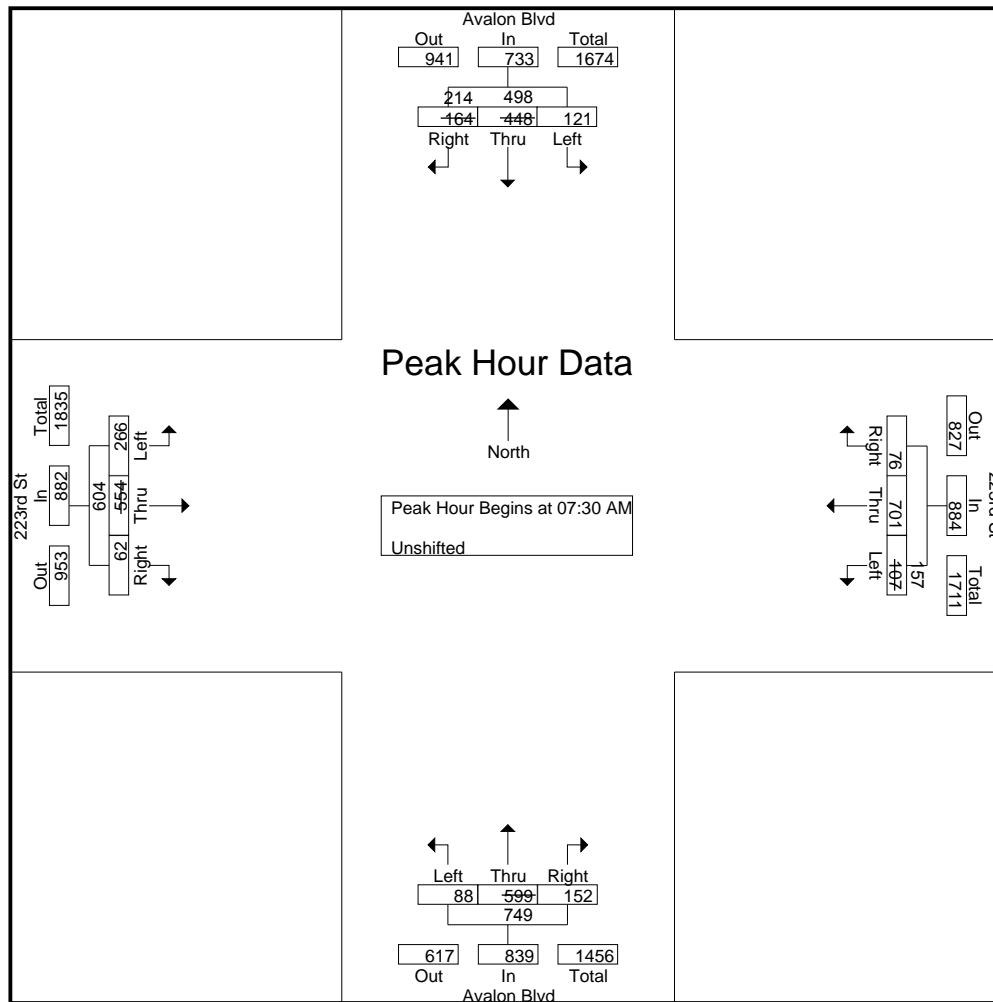 Avalon Blvd
Out In Total
941 733 1674
214 498
164 448 121
Right Thru Left
Peak Hour Data
North
Peak Hour Begins at 07:30 AM
Unshifted
223rd St
Total In Out
1835 882 953
604
266 554 62
Left Thru Right
223rd St
Out In Total
827 884 1711
157
76 701 107
Right Thru Left
Left Thru Right
88 599 152
749
617 839 1456
Out In Total
Avalon Blvd